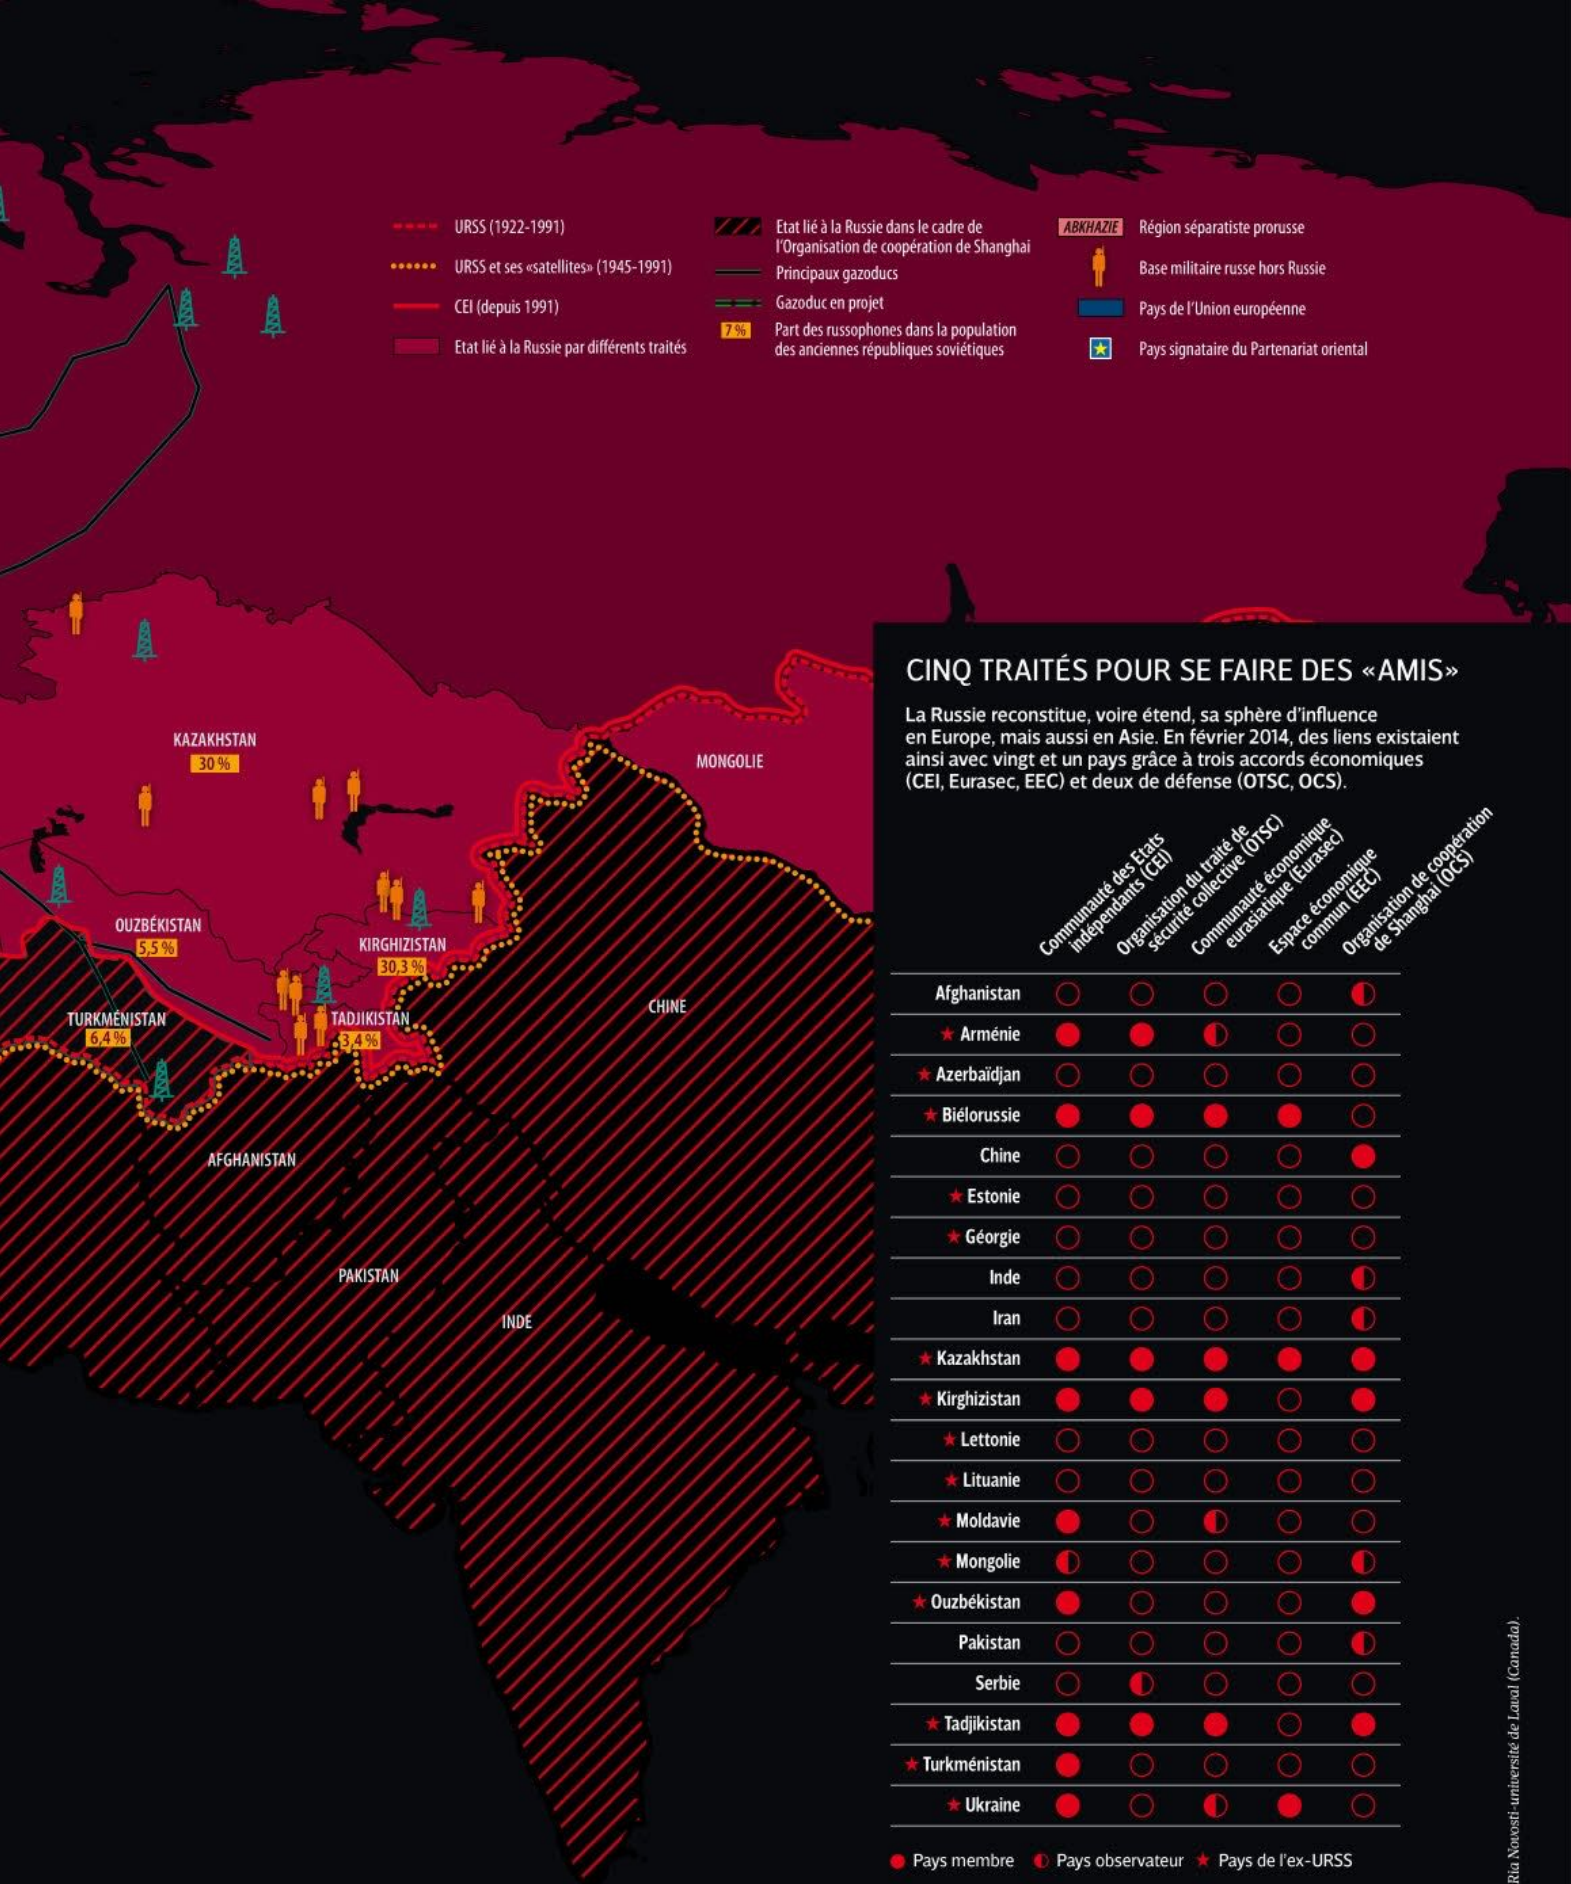 URSS (1922-1991)
URSS et ses «satellites» (1945-1991)
CEI (depuis 1991)
Etat lié à la Russie par différents traités
Etat lié à la Russie dans le cadre de
l'Organisation de coopération de Shanghai
Principaux gazoducs
Gazoduc en projet
7 %
Part des russophones dans la population
des anciennes républiques soviétiques
ABKHAZIE
Région séparatiste prorusse
Base militaire russe hors Russie
Pays de l'Union européenne
Pays signataire du Partenariat oriental
KAZAKHSTAN
30 %
MONGOLIE
OUZBÉKISTAN
5,5 %
KIRGHIZISTAN
30,3 %
TURKMÉNISTAN
6,4 %
TADJIKISTAN
3,4 %
CHINE
AFGHANISTAN
PAKISTAN
INDE
CINQ TRAITÉS POUR SE FAIRE DES «AMIS»
La Russie reconstitue, voire étend, sa sphère d'influence
en Europe, mais aussi en Asie. En février 2014, des liens existaient
ainsi avec vingt et un pays grâce à trois accords économiques
(CEI, Eurasec, EEC) et deux de défense (OTSC, OCS).
Communauté des Etats
indépendants (CEI)
Organisation du traité de
sécurité collective (OTSC)
Communauté économique
eurasiatique (Eurasec)
Espace économique
commun (EEC)
Organisation de coopération
de Shanghai (OCS)
Afghanistan
Arménie
Azerbaïdjan
Biélorussie
Chine
Estonie
Géorgie
Inde
Iran
Kazakhstan
Kirghizistan
Lettonie
Lituanie
Moldavie
Mongolie
Ouzbékistan
Pakistan
Serbie
Tadjikistan
Turkménistan
Ukraine
Pays membre
Pays observateur
Pays de l'ex-URSS
Ria Novosti-université de Laval (Canada).